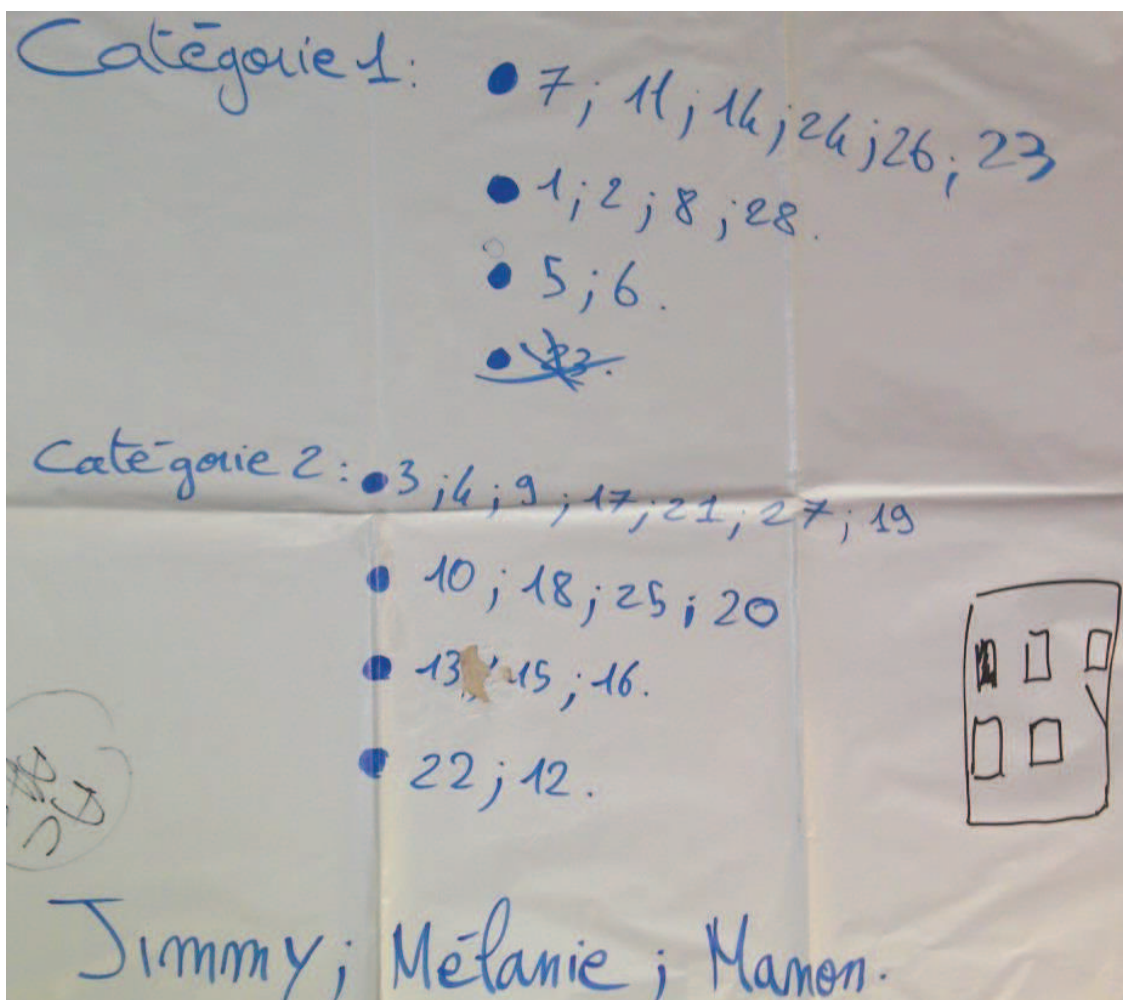 Catégorie 1: • 7; 11; 14; 24; 26; 23
• 1; 2; 8; 28.
• 5; 6.
• 23.
Catégorie 2: • 3; 4; 9; 17; 21; 27; 19
• 10; 18; 25; 20
• 13; 15; 16.
• 22; 12.
Jimmy; Mélanie; Manon.